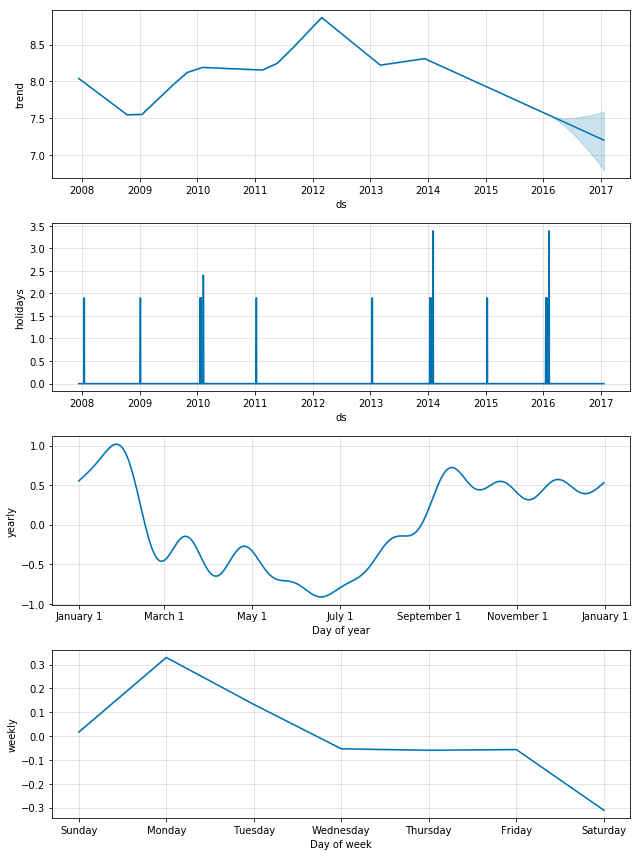 8.5
8.0
7.5
7.0
trend
2008 2009 2010 2011 2012 2013 2014 2015 2016 2017
ds
3.5
3.0
2.5
2.0
1.5
1.0
0.5
0.0
holidays
2008 2009 2010 2011 2012 2013 2014 2015 2016 2017
ds
1.0
0.5
0.0
−0.5
−1.0
yearly
January 1 March 1 May 1 July 1 September 1 November 1 January 1
Day of year
0.3
0.2
0.1
0.0
−0.1
−0.2
−0.3
weekly
Sunday Monday Tuesday Wednesday Thursday Friday Saturday
Day of week